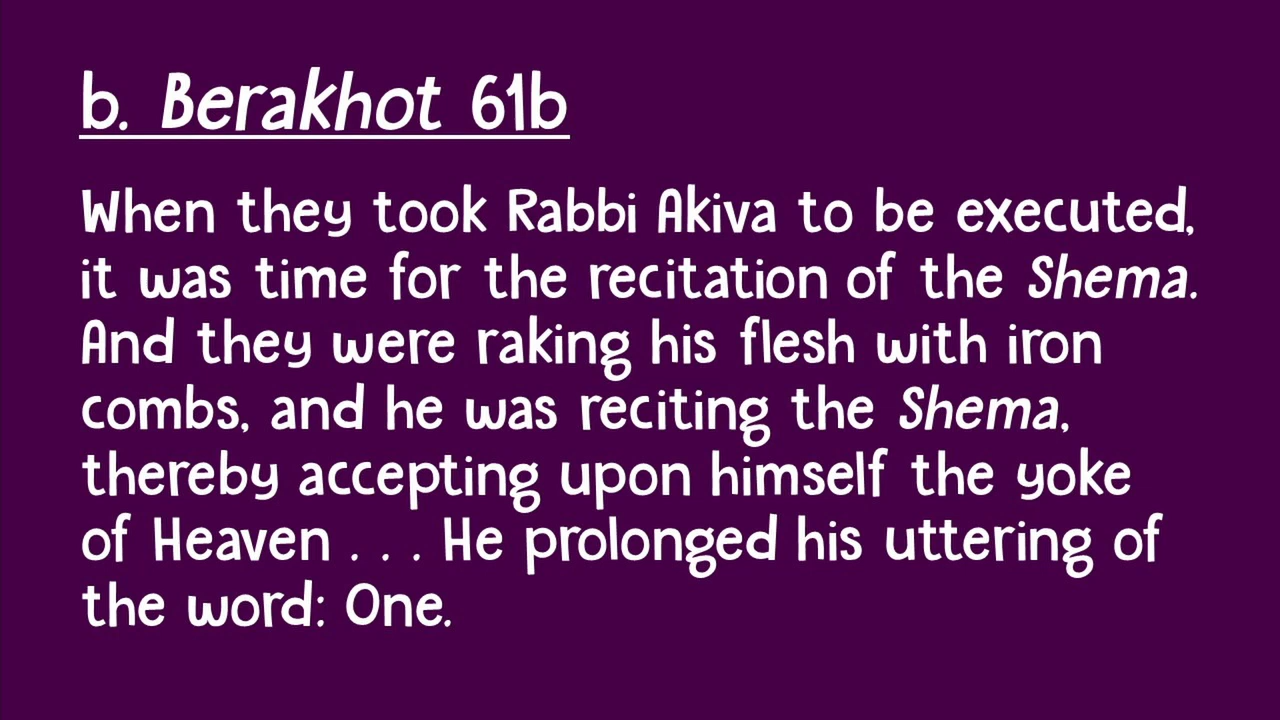 b. Berakhot 61b
When they took Rabbi Akiva to be executed,
it was time for the recitation of the Shema.
And they were raking his flesh with iron
combs, and he was reciting the Shema,
thereby accepting upon himself the yoke
of Heaven . . . He prolonged his uttering of
the word: One.